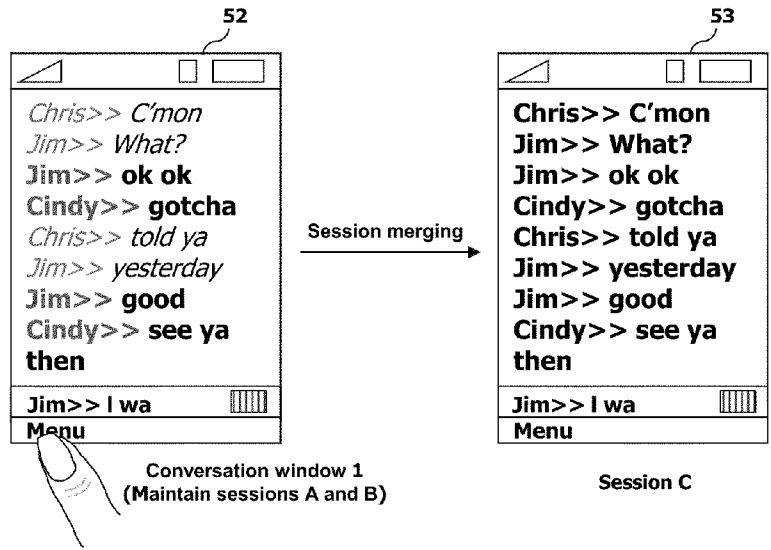 52
Chris>> C'mon
Jim>> What?
Jim>> ok ok
Cindy>> gotcha
Chris>> told ya
Jim>> yesterday
Jim>> good
Cindy>> see ya
then
Jim>> I wa
Menu
Conversation window 1
(Maintain sessions A and B)
Session merging
53
Chris>> C'mon
Jim>> What?
Jim>> ok ok
Cindy>> gotcha
Chris>> told ya
Jim>> yesterday
Jim>> good
Cindy>> see ya
then
Jim>> I wa
Menu
Session C